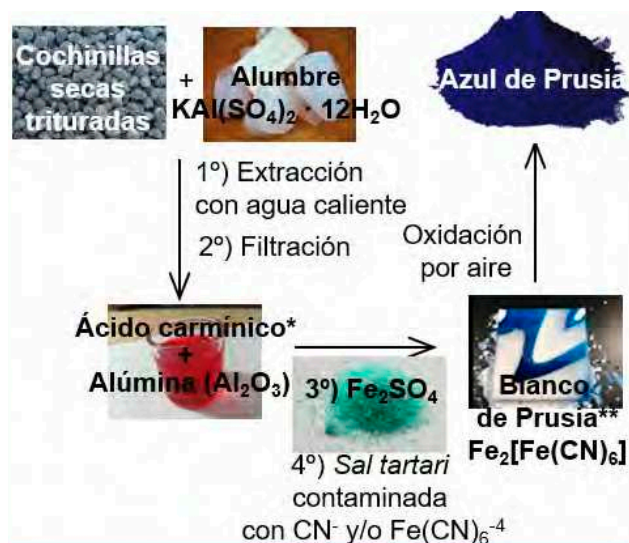 Cochinillas
secas
trituradas
+
Alumbre
KAl(SO₄)₂ · 12H₂O
Azul de Prusia
1º) Extracción
con agua caliente
2º) Filtración
Oxidación
por aire
Ácido carmínico*
+
Alúmina (Al₂O₃)
3º) Fe₂SO₄
4º) Sal tartari
contaminada
con CN⁻ y/o Fe(CN)₆⁻⁴
Blanco
de Prusia**
Fe₂[Fe(CN)₆]